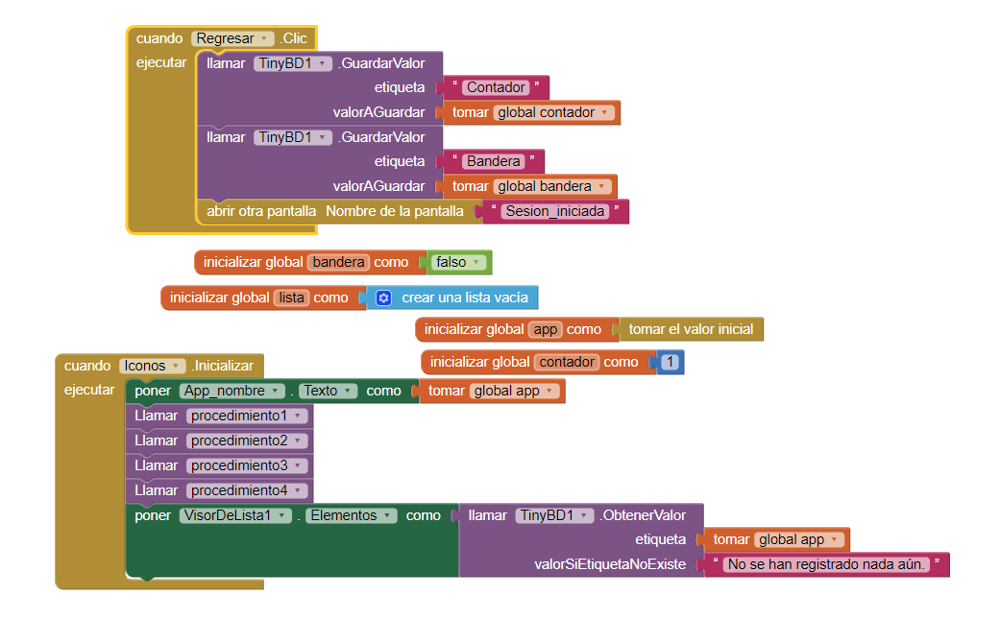 cuando Regresar .Clic
ejecutar llamar TinyBD1 .GuardarValor
etiqueta " Contador "
valorAGuardar tomar global contador
llamar TinyBD1 .GuardarValor
etiqueta " Bandera "
valorAGuardar tomar global bandera
abrir otra pantalla Nombre de la pantalla " Sesion_iniciada "
inicializar global bandera como falso
inicializar global lista como crear una lista vacía
inicializar global app como tomar el valor inicial
inicializar global contador como 1
cuando Iconos .Inicializar
ejecutar poner App_nombre . Texto como tomar global app
Llamar procedimiento1
Llamar procedimiento2
Llamar procedimiento3
Llamar procedimiento4
poner VisorDeLista1 . Elementos como llamar TinyBD1 .ObtenerValor
etiqueta tomar global app
valorSiEtiquetaNoExiste " No se han registrado nada aún. "